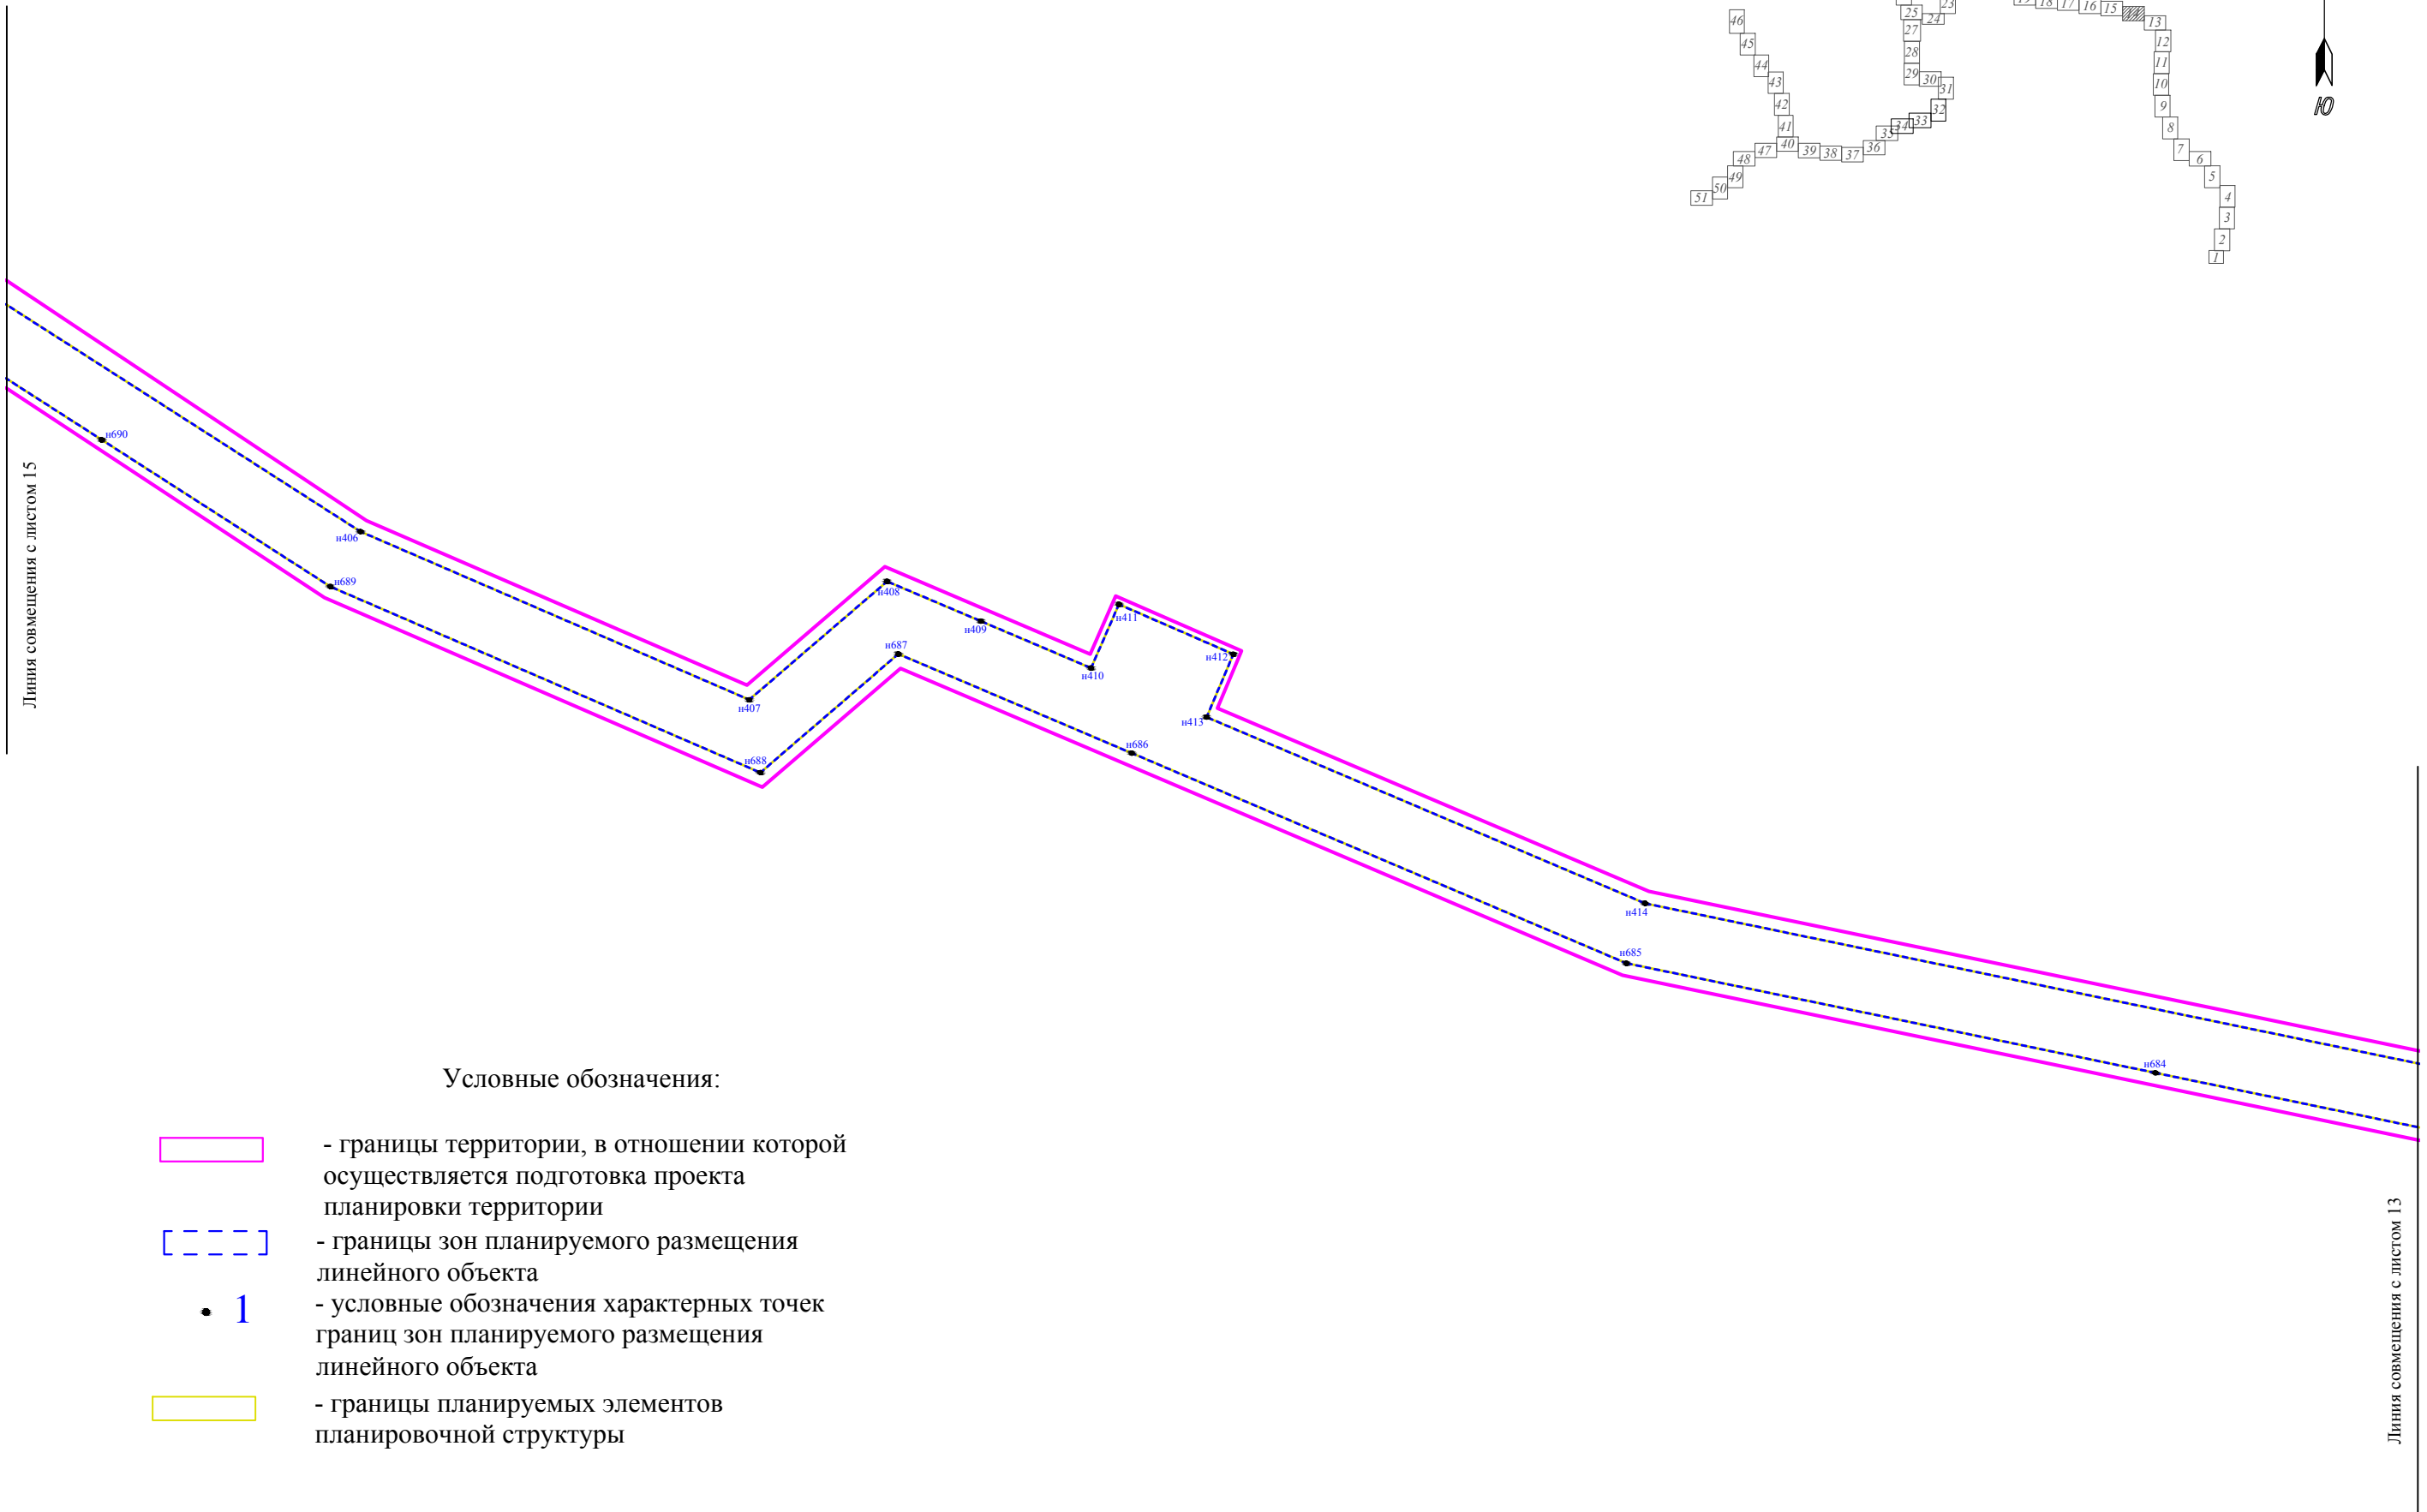 46
45
44
43
42
41
40
39
38
37
36
35
34
33
32
31
30
29
28
27
25
24
23
47
48
49
50
51
19
18
17
16
15
14
13
12
11
10
9
8
7
6
5
4
3
2
1
Ю
Линия совмещения с листом 15
н690
н406
н689
н407
н688
н408
н409
н687
н410
н411
н412
н413
н686
н414
н685
н684
Линия совмещения с листом 13
Условные обозначения:
- границы территории, в отношении которой
осуществляется подготовка проекта
планировки территории
- границы зон планируемого размещения
линейного объекта
1
- условные обозначения характерных точек
границ зон планируемого размещения
линейного объекта
- границы планируемых элементов
планировочной структуры